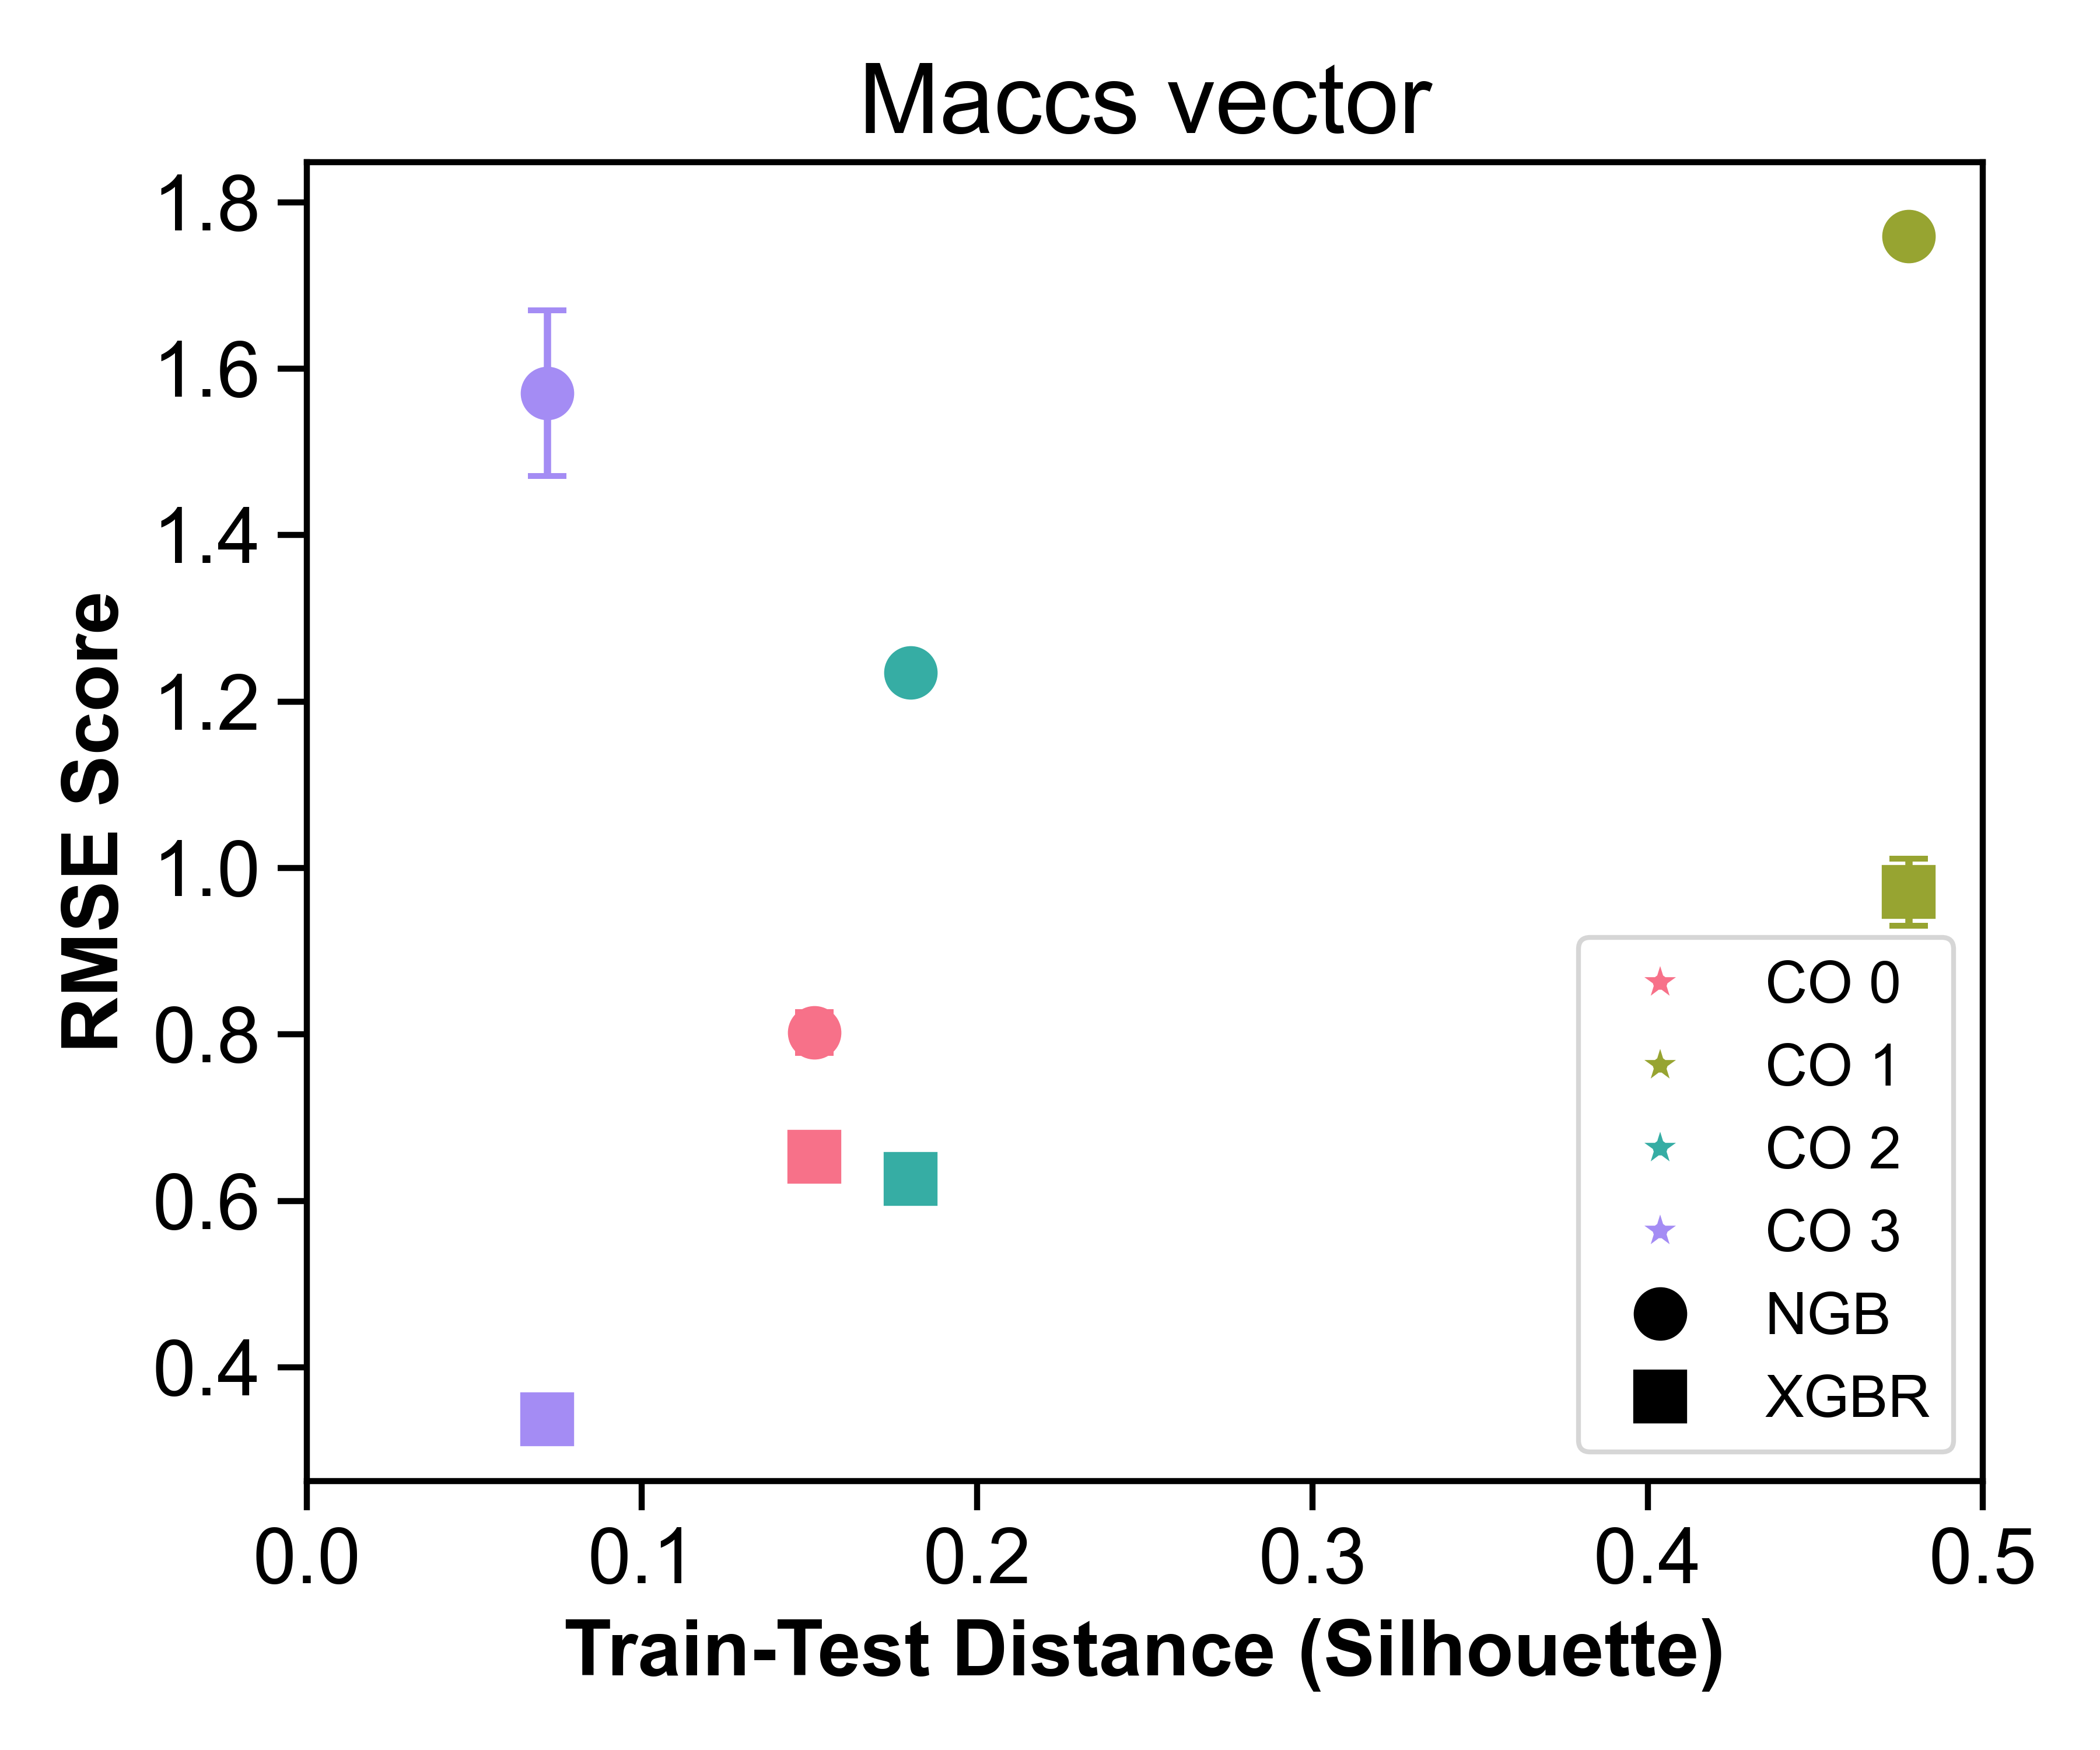 Maccs vector
1.8
1.6
1.4
1.2
1.0
0.8
0.6
0.4
RMSE Score
CO 0
CO 1
CO 2
CO 3
NGB
XGBR
0.0 0.1 0.2 0.3 0.4 0.5
Train-Test Distance (Silhouette)